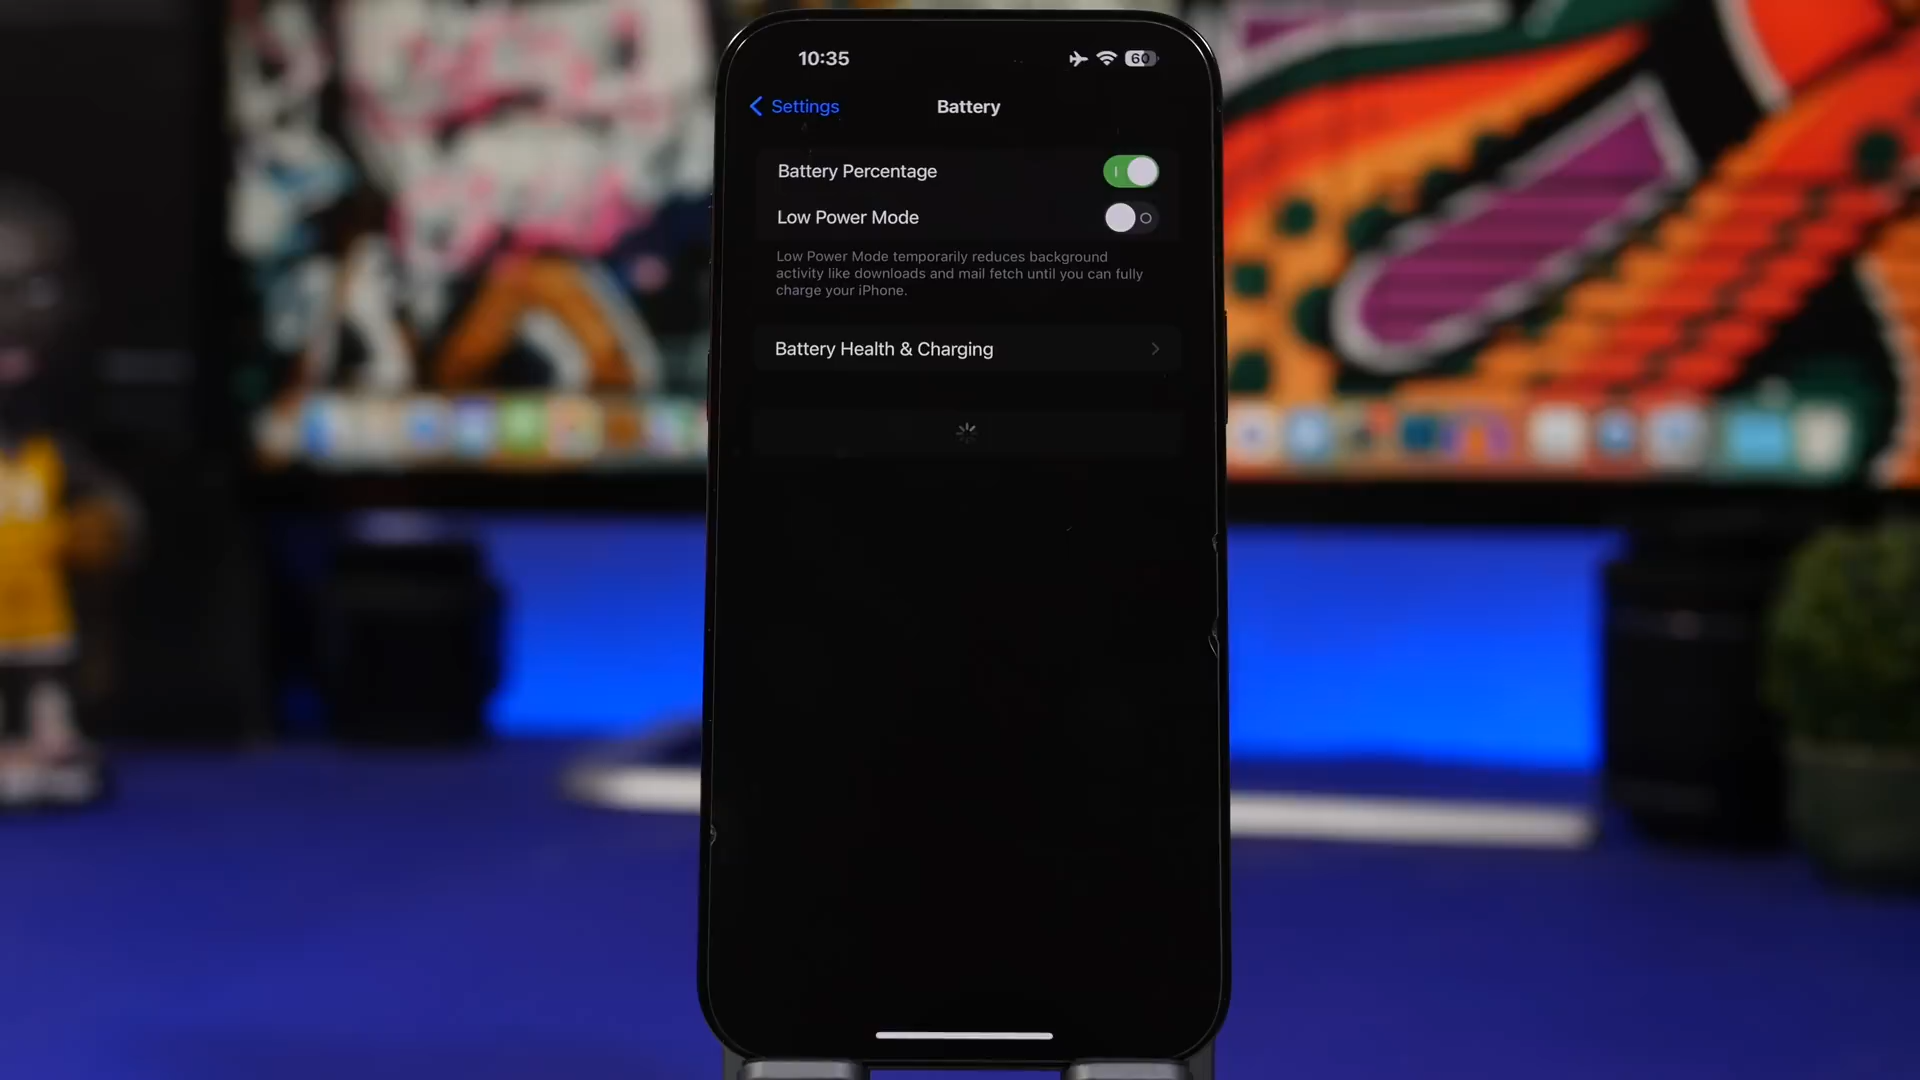 10:35
60
Settings
Battery
Battery Percentage
Low Power Mode
Low Power Mode temporarily reduces background
activity like downloads and mail fetch until you can fully
charge your iPhone.
Battery Health & Charging